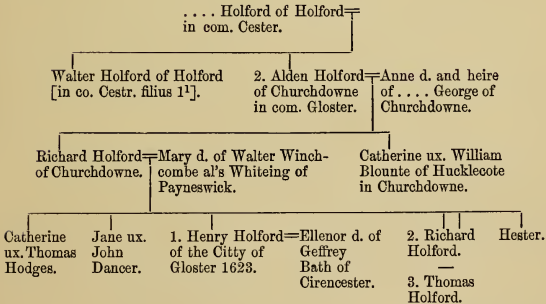 . . . . Holford of Holford=
in com. Cester.
Walter Holford of Holford
[in co. Cestr. filius 1¹].
2. Alden Holford=Anne d. and heire
of Churchdowne of . . . . George of
in com. Gloster. Churchdowne.
Richard Holford=Mary d. of Walter Winch-
of Churchdowne. combe al's Whiteing of
Payneswick.
Catherine ux. William
Blounte of Hucklecote
in Churchdowne.
Catherine
ux. Thomas
Hodges.
Jane ux.
John
Dancer.
1. Henry Holford=Ellenor d. of
of the Citty of Geffrey
Gloster 1623. Bath of
Cirencester.
2. Richard
Holford.
—
3. Thomas
Holford.
Hester.